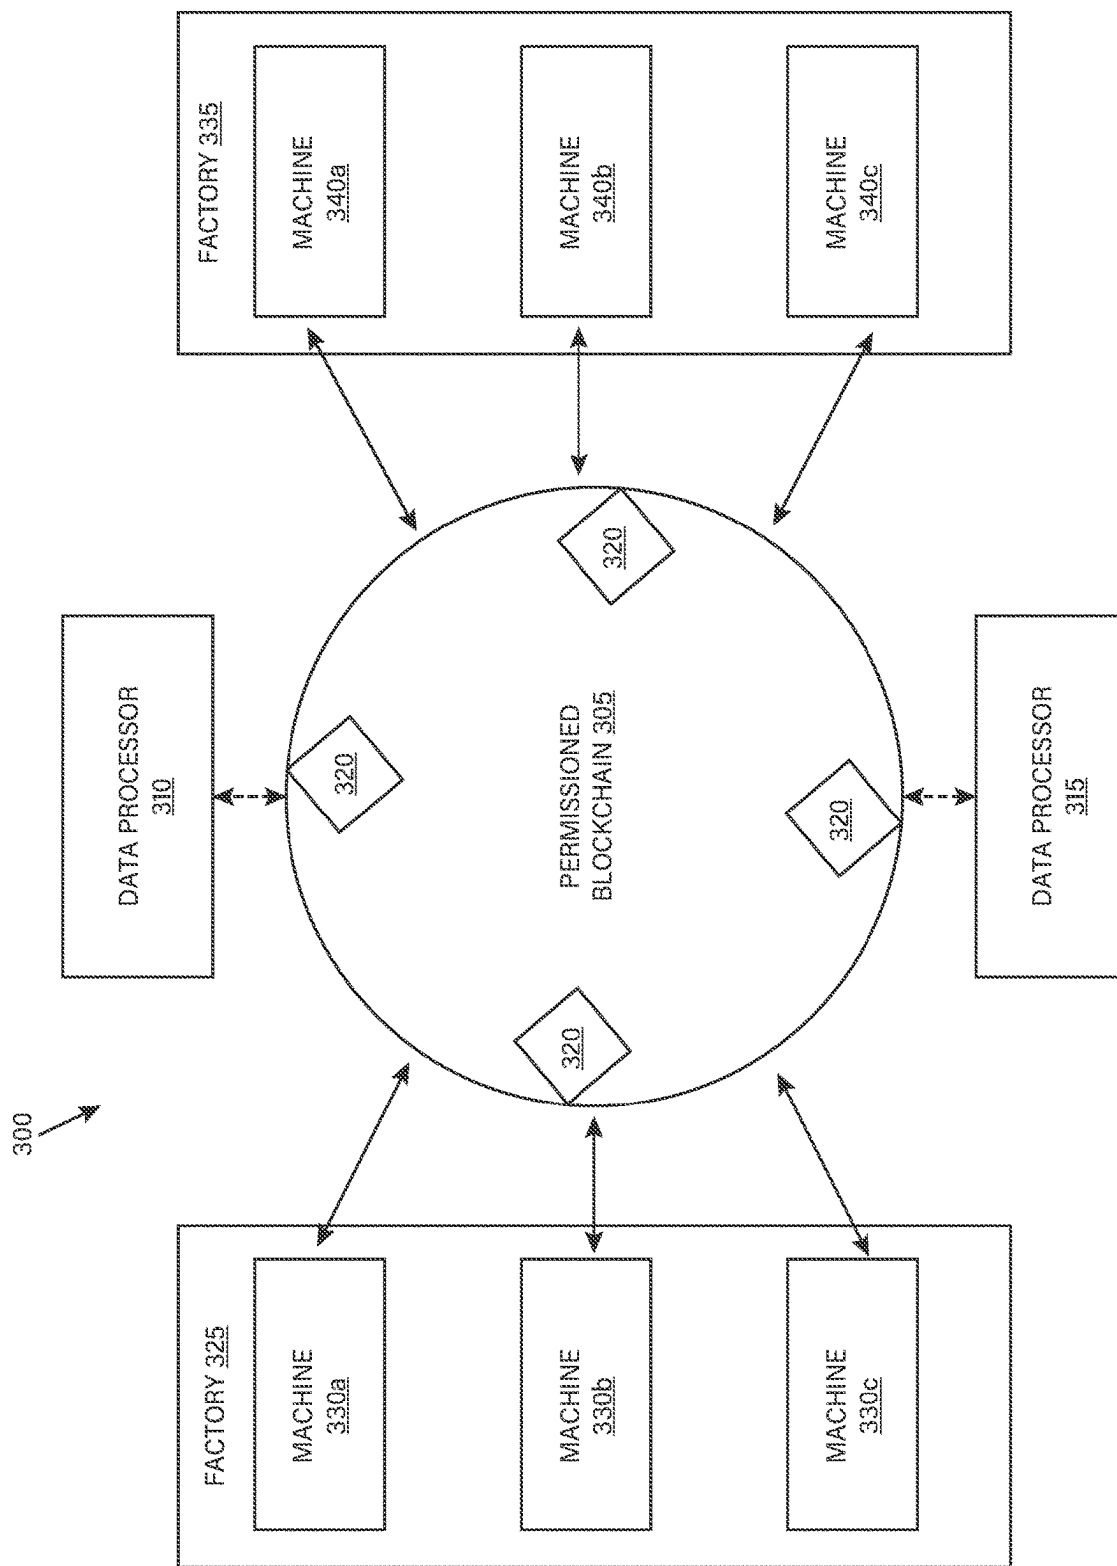 300
FACTORY 325
MACHINE
330a
MACHINE
330b
MACHINE
330c
DATA PROCESSOR
310
320
320
PERMISSIONED
BLOCKCHAIN 305
320
320
DATA PROCESSOR
315
FACTORY 335
MACHINE
340a
MACHINE
340b
MACHINE
340c